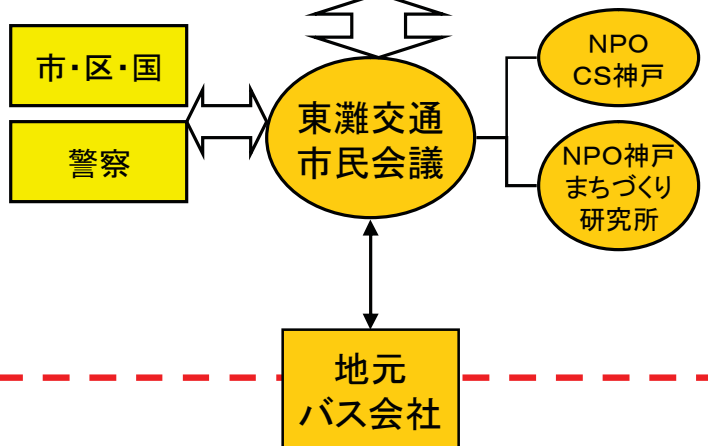 市・区・国
警察
東灘交通
市民会議
NPO
CS神戸
NPO神戸
まちづくり
研究所
地元
バス会社